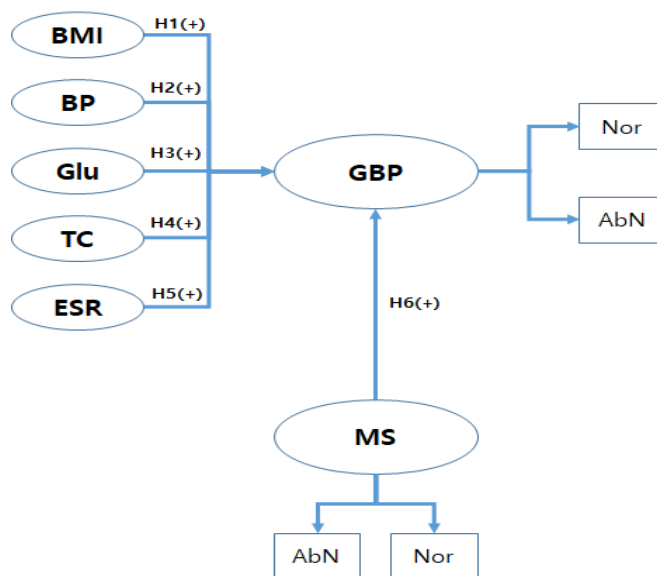 H1(+)
BMI
H2(+)
BP
Nor
H3(+)
Glu
GBP
H4(+)
AbN
TC
H5(+)
ESR
H6(+)
MS
AbN
Nor